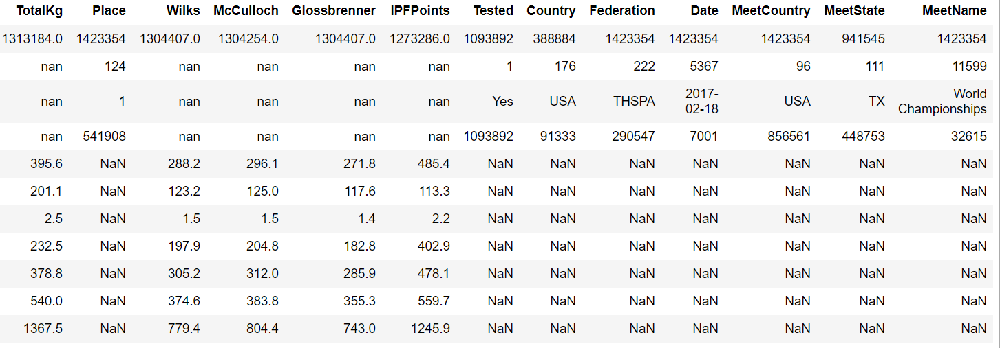 TotalKg Place Wilks McCulloch Glossbrenner IPFPoints Tested Country Federation Date MeetCountry MeetState MeetName
1313184.0 1423354 1304407.0 1304254.0 1304407.0 1273286.0 1093892 388884 1423354 1423354 1423354 941545 1423354
nan 124 nan nan nan nan 1 176 222 5367 96 111 11599
nan 1 nan nan nan nan Yes USA THSPA 2017-02-18 USA TX World Championships
nan 541908 nan nan nan nan 1093892 91333 290547 7001 856561 448753 32615
395.6 NaN 288.2 296.1 271.8 485.4 NaN NaN NaN NaN NaN NaN NaN
201.1 NaN 123.2 125.0 117.6 113.3 NaN NaN NaN NaN NaN NaN NaN
2.5 NaN 1.5 1.5 1.4 2.2 NaN NaN NaN NaN NaN NaN NaN
232.5 NaN 197.9 204.8 182.8 402.9 NaN NaN NaN NaN NaN NaN NaN
378.8 NaN 305.2 312.0 285.9 478.1 NaN NaN NaN NaN NaN NaN NaN
540.0 NaN 374.6 383.8 355.3 559.7 NaN NaN NaN NaN NaN NaN NaN
1367.5 NaN 779.4 804.4 743.0 1245.9 NaN NaN NaN NaN NaN NaN NaN